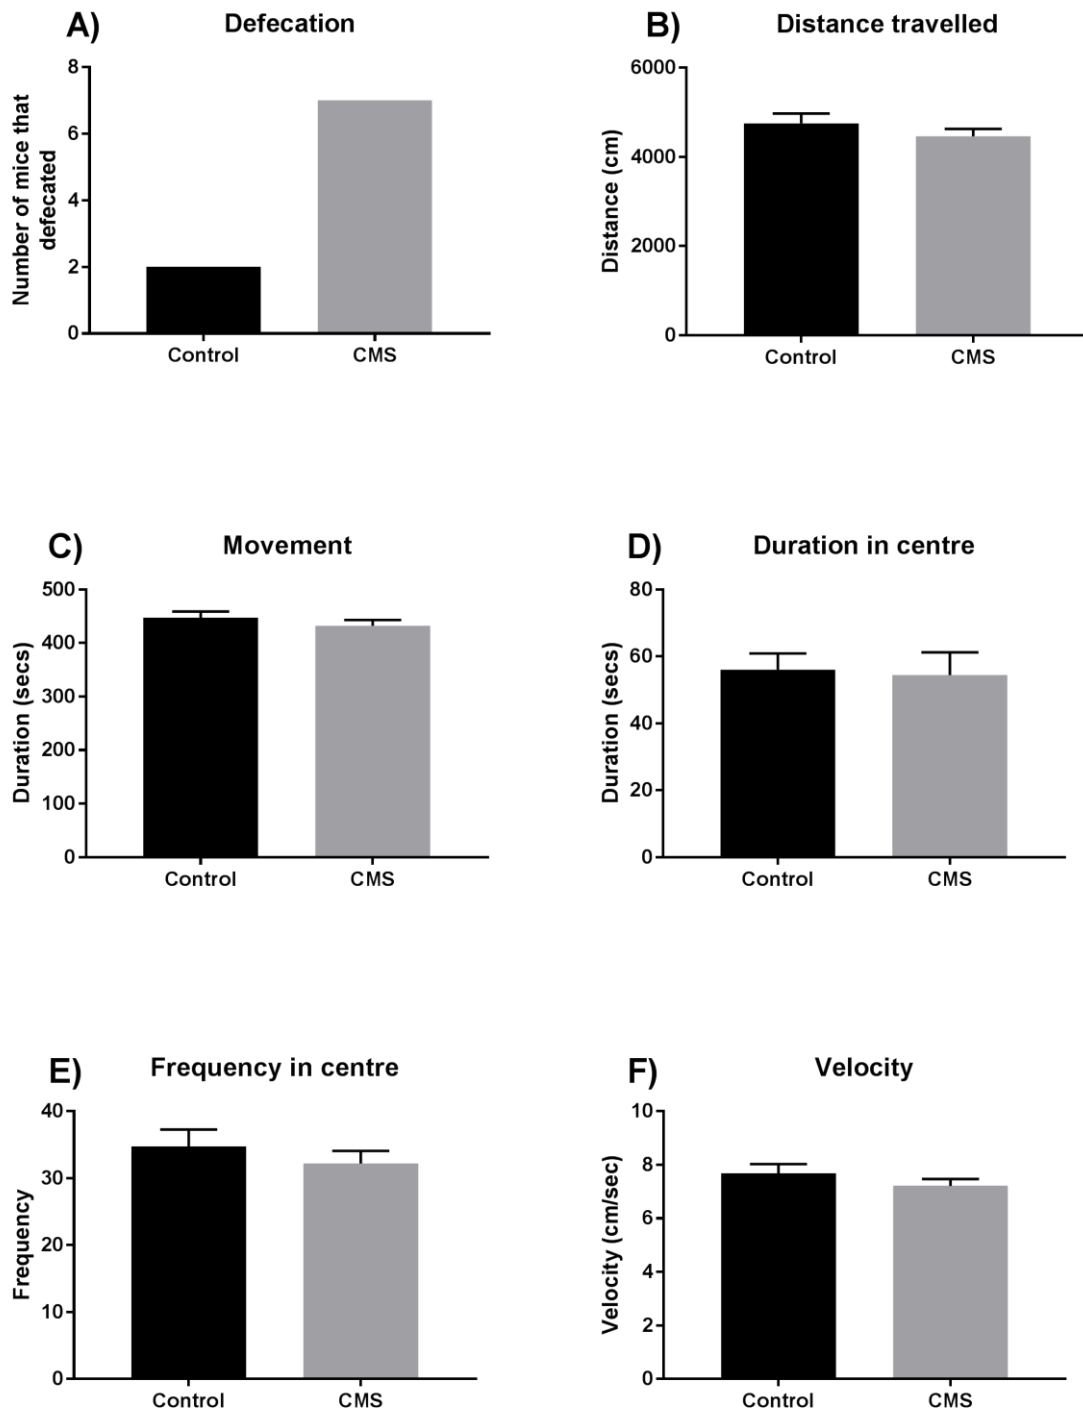 A) Defecation
Number of mice that
defecated
8
6
4
2
0
Control CMS
B) Distance travelled
Distance (cm)
6000
4000
2000
0
Control CMS
C) Movement
Duration (secs)
500
400
300
200
100
0
Control CMS
D) Duration in centre
Duration (secs)
80
60
40
20
0
Control CMS
E) Frequency in centre
Frequency
40
30
20
10
0
Control CMS
F) Velocity
Velocity (cm/sec)
10
8
6
4
2
0
Control CMS